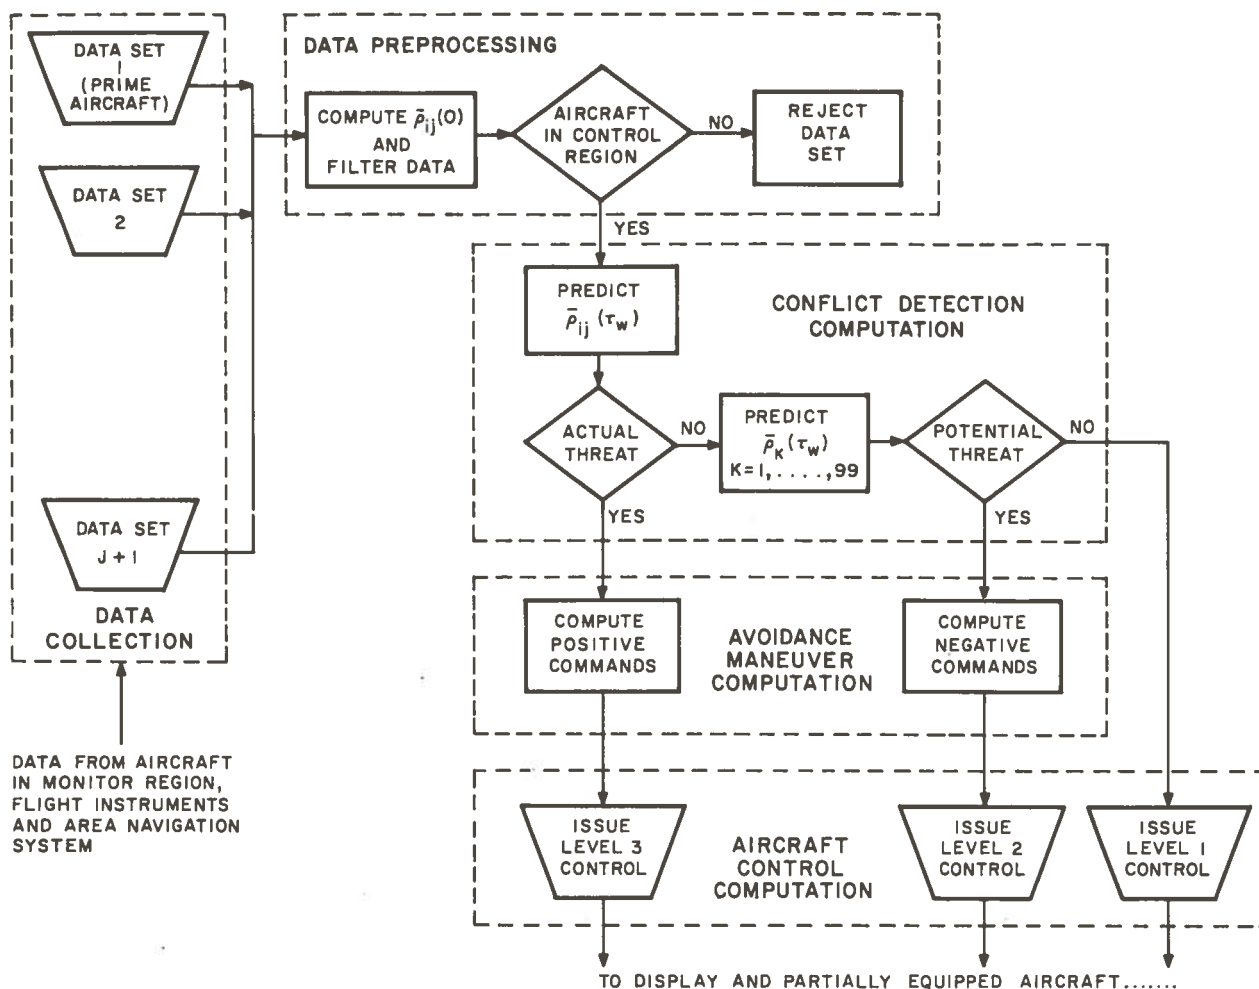 DATA SET
1
(PRIME
AIRCRAFT)
DATA SET
2
DATA SET
J + 1
DATA
COLLECTION
DATA FROM AIRCRAFT
IN MONITOR REGION,
FLIGHT INSTRUMENTS
AND AREA NAVIGATION
SYSTEM
DATA PREPROCESSING
COMPUTE ρ̄ij(0)
AND
FILTER DATA
AIRCRAFT
IN CONTROL
REGION
NO
REJECT
DATA
SET
YES
PREDICT
ρ̄ij (τw)
CONFLICT DETECTION
COMPUTATION
ACTUAL
THREAT
NO
PREDICT
ρ̄K(τw)
K=1, . . . . ,99
POTENTIAL
THREAT
NO
YES
YES
COMPUTE
POSITIVE
COMMANDS
AVOIDANCE
MANEUVER
COMPUTATION
COMPUTE
NEGATIVE
COMMANDS
ISSUE
LEVEL 3
CONTROL
AIRCRAFT
CONTROL
COMPUTATION
ISSUE
LEVEL 2
CONTROL
ISSUE
LEVEL 1
CONTROL
TO DISPLAY AND PARTIALLY EQUIPPED AIRCRAFT.......